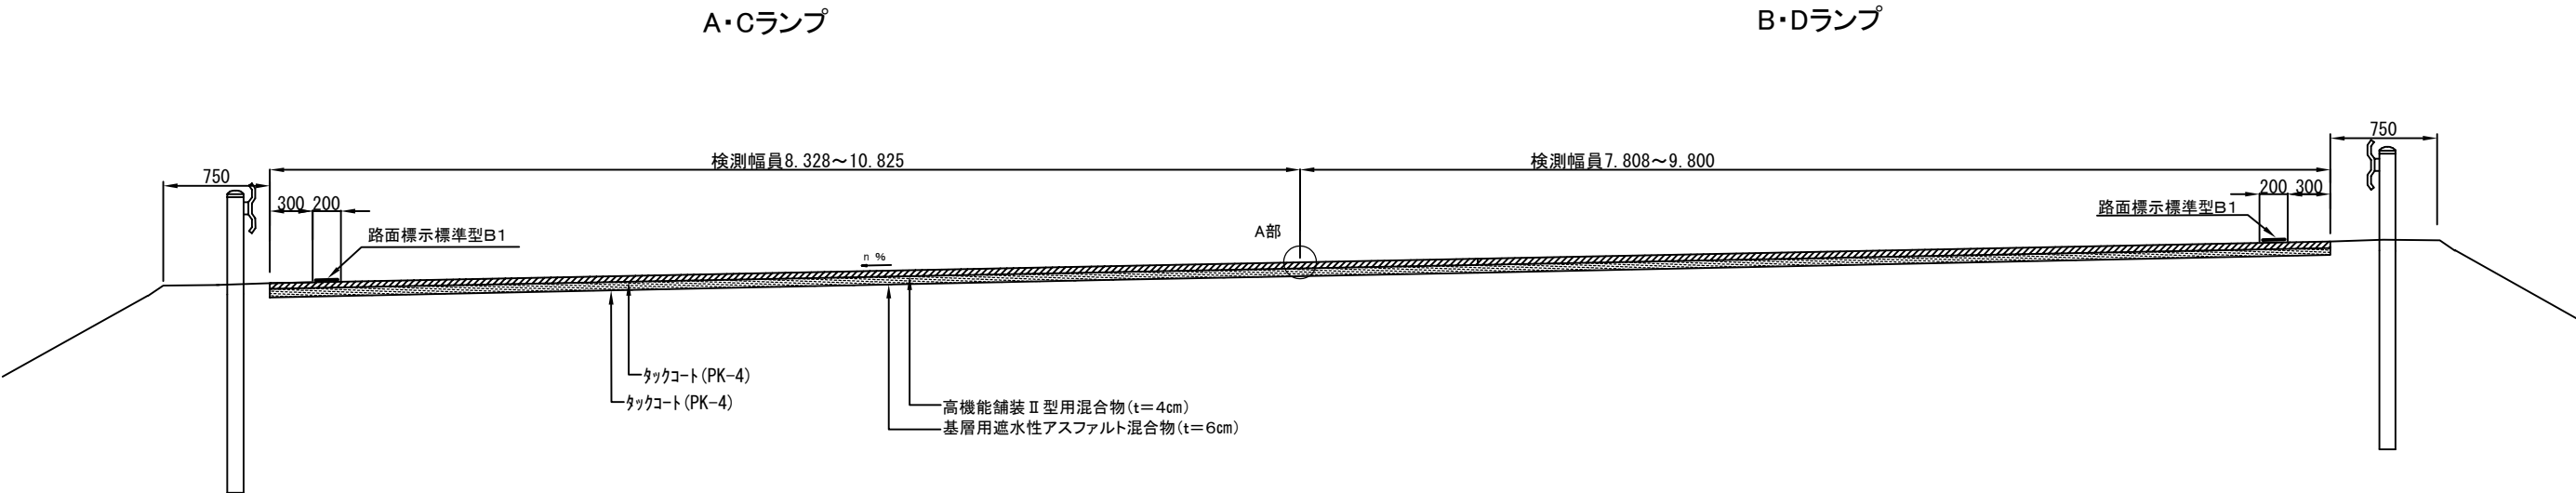 A・Cランプ
B・Dランプ
750
検測幅員8.328～10.825
検測幅員7.808～9.800
750
300
200
200
300
路面標示標準型B1
路面標示標準型B1
A部
n %
ﾀｯｸｺｰﾄ(PK-4)
ﾀｯｸｺｰﾄ(PK-4)
高機能舗装Ⅱ型用混合物(t=4㎝)
基層用遮水性アスファルト混合物(t=6㎝)